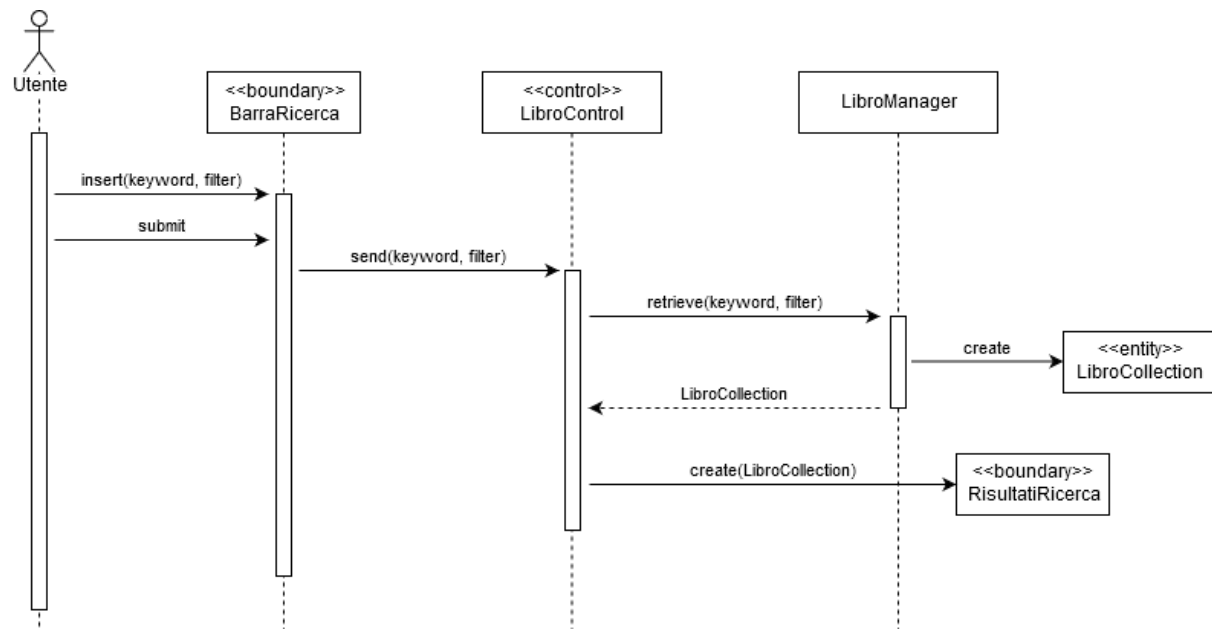 Utente
<<boundary>>
BarraRicerca
<<control>>
LibroControl
LibroManager
insert(keyword, filter)
submit
send(keyword, filter)
retrieve(keyword, filter)
create
<<entity>>
LibroCollection
LibroCollection
create(LibroCollection)
<<boundary>>
RisultatiRicerca